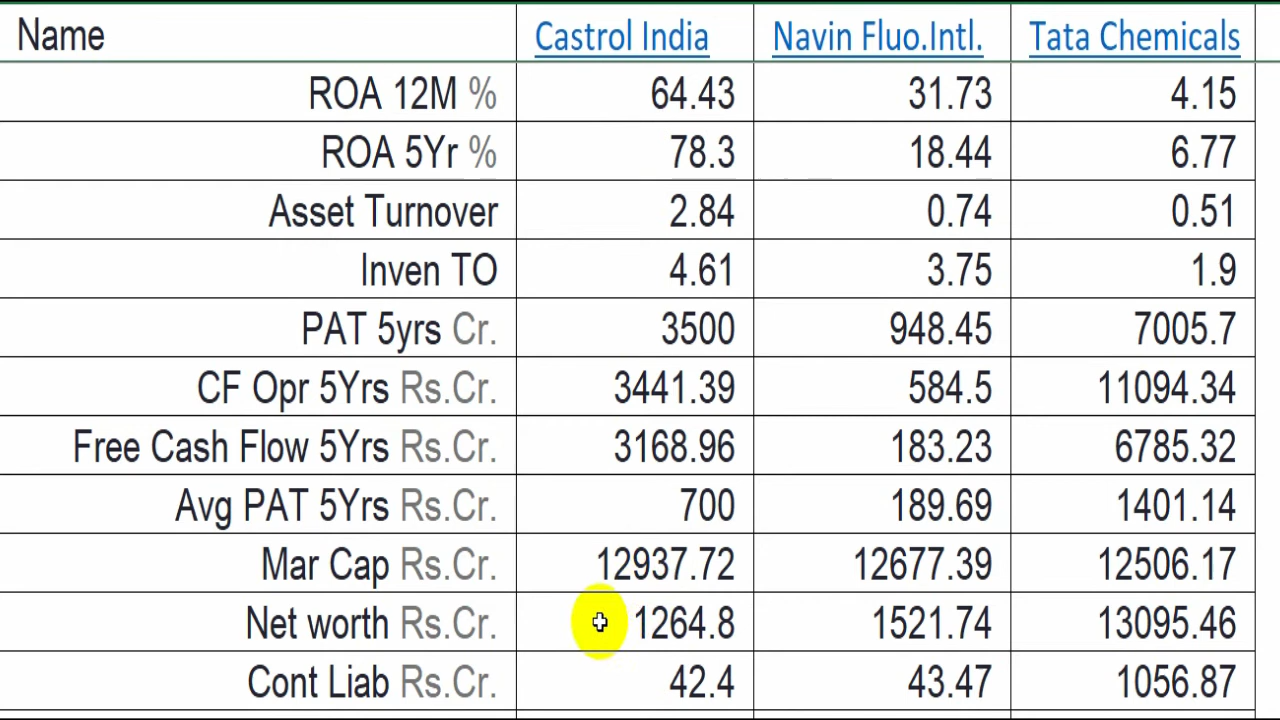 Name Castrol India Navin Fluo.Intl. Tata Chemicals
ROA 12M % 64.43 31.73 4.15
ROA 5Yr % 78.3 18.44 6.77
Asset Turnover 2.84 0.74 0.51
Inven TO 4.61 3.75 1.9
PAT 5yrs Cr. 3500 948.45 7005.7
CF Opr 5Yrs Rs.Cr. 3441.39 584.5 11094.34
Free Cash Flow 5Yrs Rs.Cr. 3168.96 183.23 6785.32
Avg PAT 5Yrs Rs.Cr. 700 189.69 1401.14
Mar Cap Rs.Cr. 12937.72 12677.39 12506.17
Net worth Rs.Cr. 1264.8 1521.74 13095.46
Cont Liab Rs.Cr. 42.4 43.47 1056.87